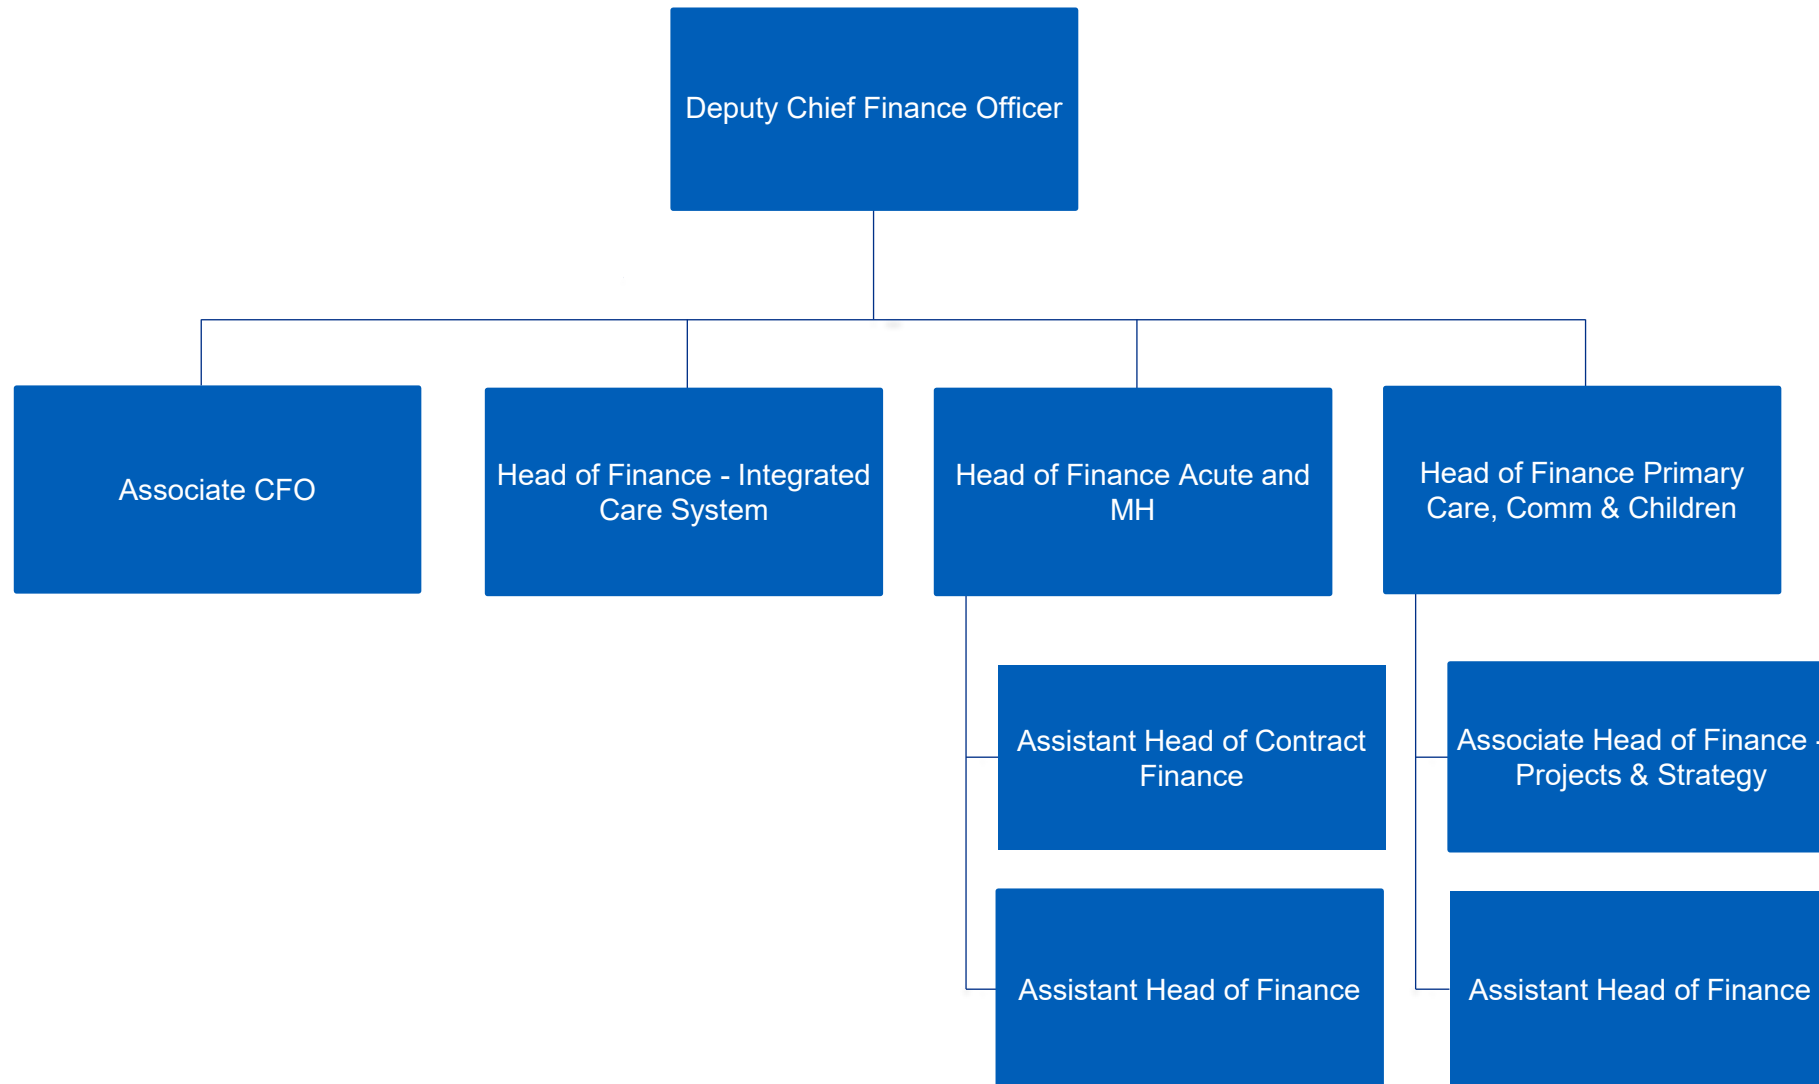 Deputy Chief Finance Officer
Associate CFO
Head of Finance - Integrated
Care System
Head of Finance Acute and
MH
Head of Finance Primary
Care, Comm & Children
Assistant Head of Contract
Finance
Associate Head of Finance -
Projects & Strategy
Assistant Head of Finance
Assistant Head of Finance